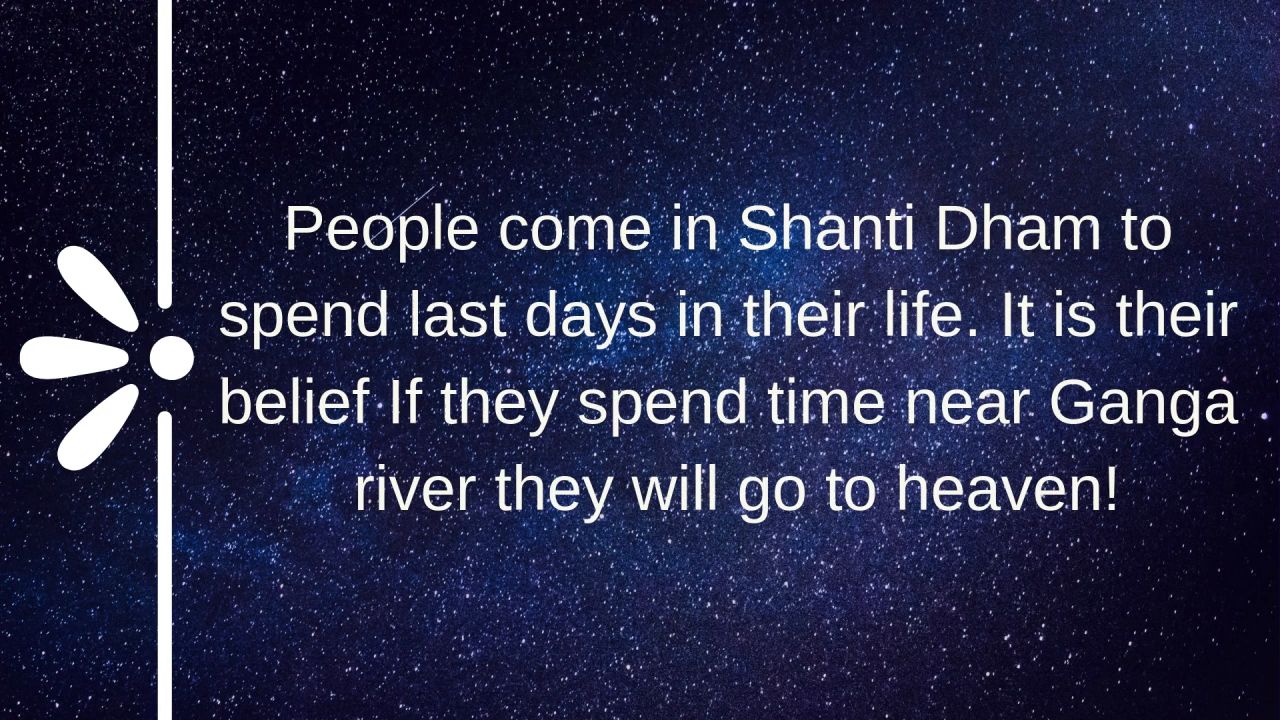 People come in Shanti Dham to
spend last days in their life. It is their
belief If they spend time near Ganga
river they will go to heaven!